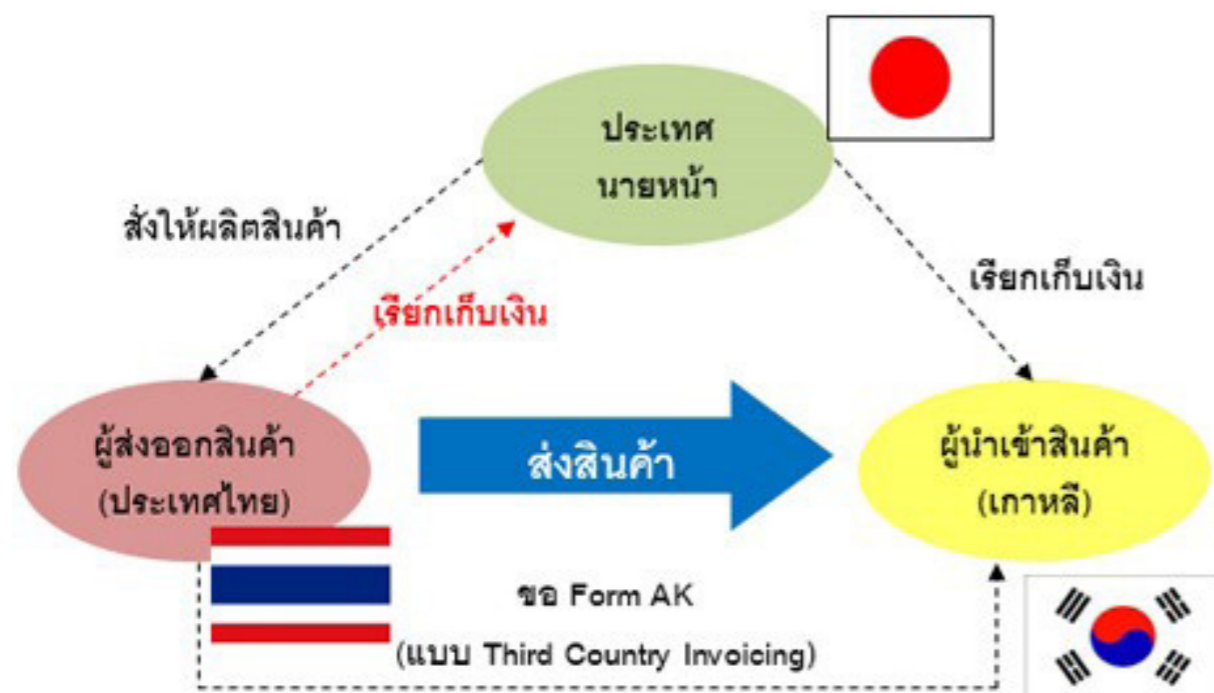 ประเทศ
นายหน้า
สั่งให้ผลิตสินค้า
เรียกเก็บเงิน
เรียกเก็บเงิน
ผู้ส่งออกสินค้า
(ประเทศไทย)
ส่งสินค้า
ผู้นำเข้าสินค้า
(เกาหลี)
ขอ Form AK
(แบบ Third Country Invoicing)